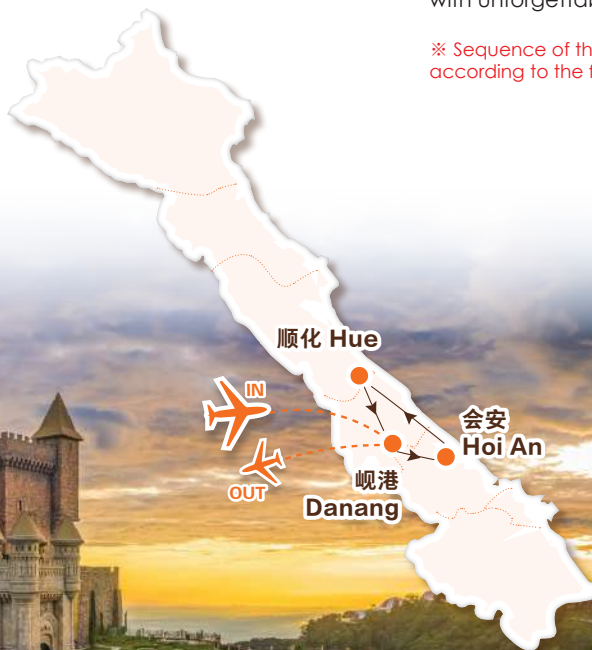 ※ Sequence of th
according to the f
顺化 Hue
IN
会安
Hoi An
OUT
岘港
Danang